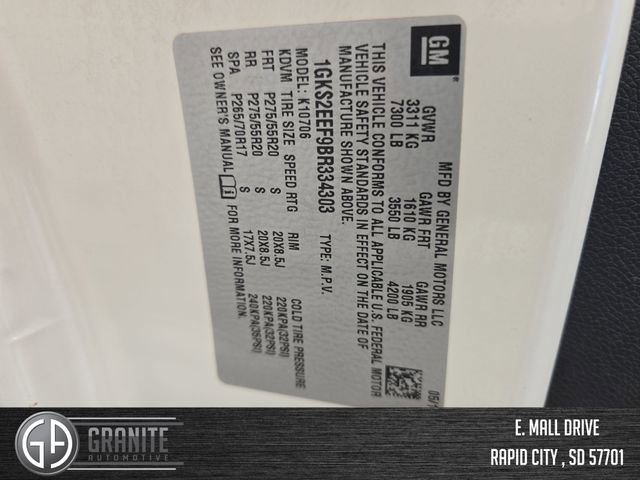 GM
®
MFD BY GENERAL MOTORS LLC
GVWR GAWR FRT GAWR RR
3311 KG 1610 KG 1905 KG
7300 LB 3550 LB 4200 LB
THIS VEHICLE CONFORMS TO ALL APPLICABLE U.S. FEDERAL MOTOR
VEHICLE SAFETY STANDARDS IN EFFECT ON THE DATE OF
MANUFACTURE SHOWN ABOVE.
1GKS2EEF9BR334303 TYPE: M.P.V.
MODEL: K10706
KDVM TIRE SIZE SPEED RTG RIM COLD TIRE PRESSURE
FRT P275/55R20 S 20X8.5J 220KPA(32PSI)
RR P275/55R20 S 20X8.5J 220KPA(32PSI)
SPA P265/70R17 S 17X7.5J 240KPA(35PSI)
SEE OWNER'S MANUAL FOR MORE INFORMATION.
GA GRANITE
AUTOMOTIVE
E. MALL DRIVE
RAPID CITY , SD 57701